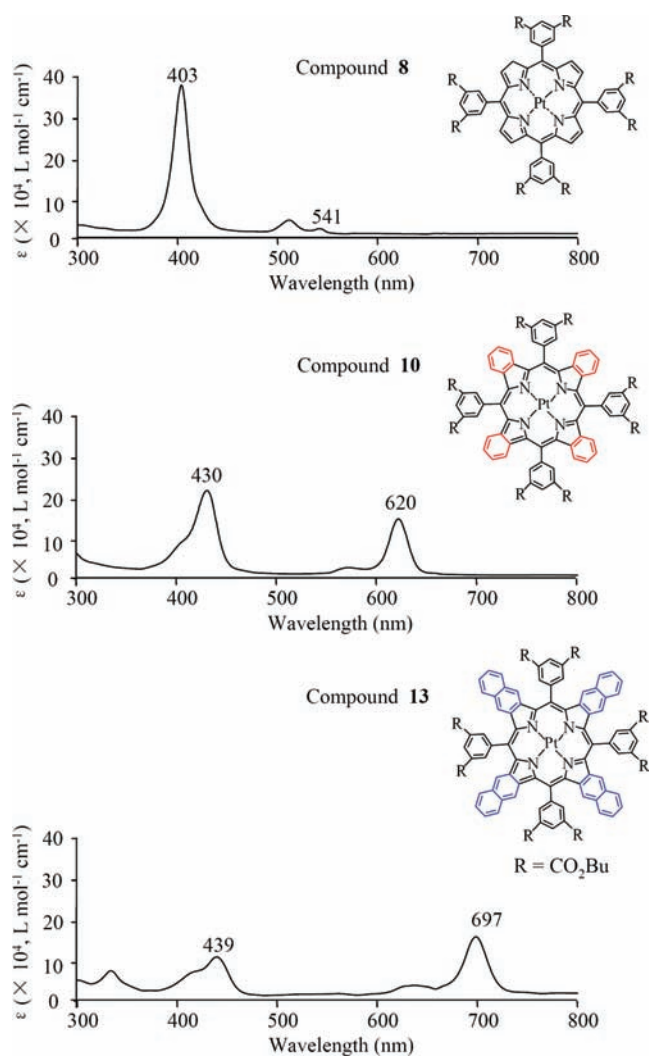 Compound 8
403
541
ε (× 10⁴, L mol⁻¹ cm⁻¹)
40
30
20
10
0
300 400 500 600 700 800
Wavelength (nm)
R R
R R
N N
Pt
N N
R R
R R
Compound 10
430
620
ε (× 10⁴, L mol⁻¹ cm⁻¹)
40
30
20
10
0
300 400 500 600 700 800
Wavelength (nm)
R R
R R
N N
Pt
N N
R R
R R
Compound 13
439
697
ε (× 10⁴, L mol⁻¹ cm⁻¹)
40
30
20
10
0
300 400 500 600 700 800
Wavelength (nm)
R R
R R
N N
Pt
N N
R R
R R
R = CO₂Bu